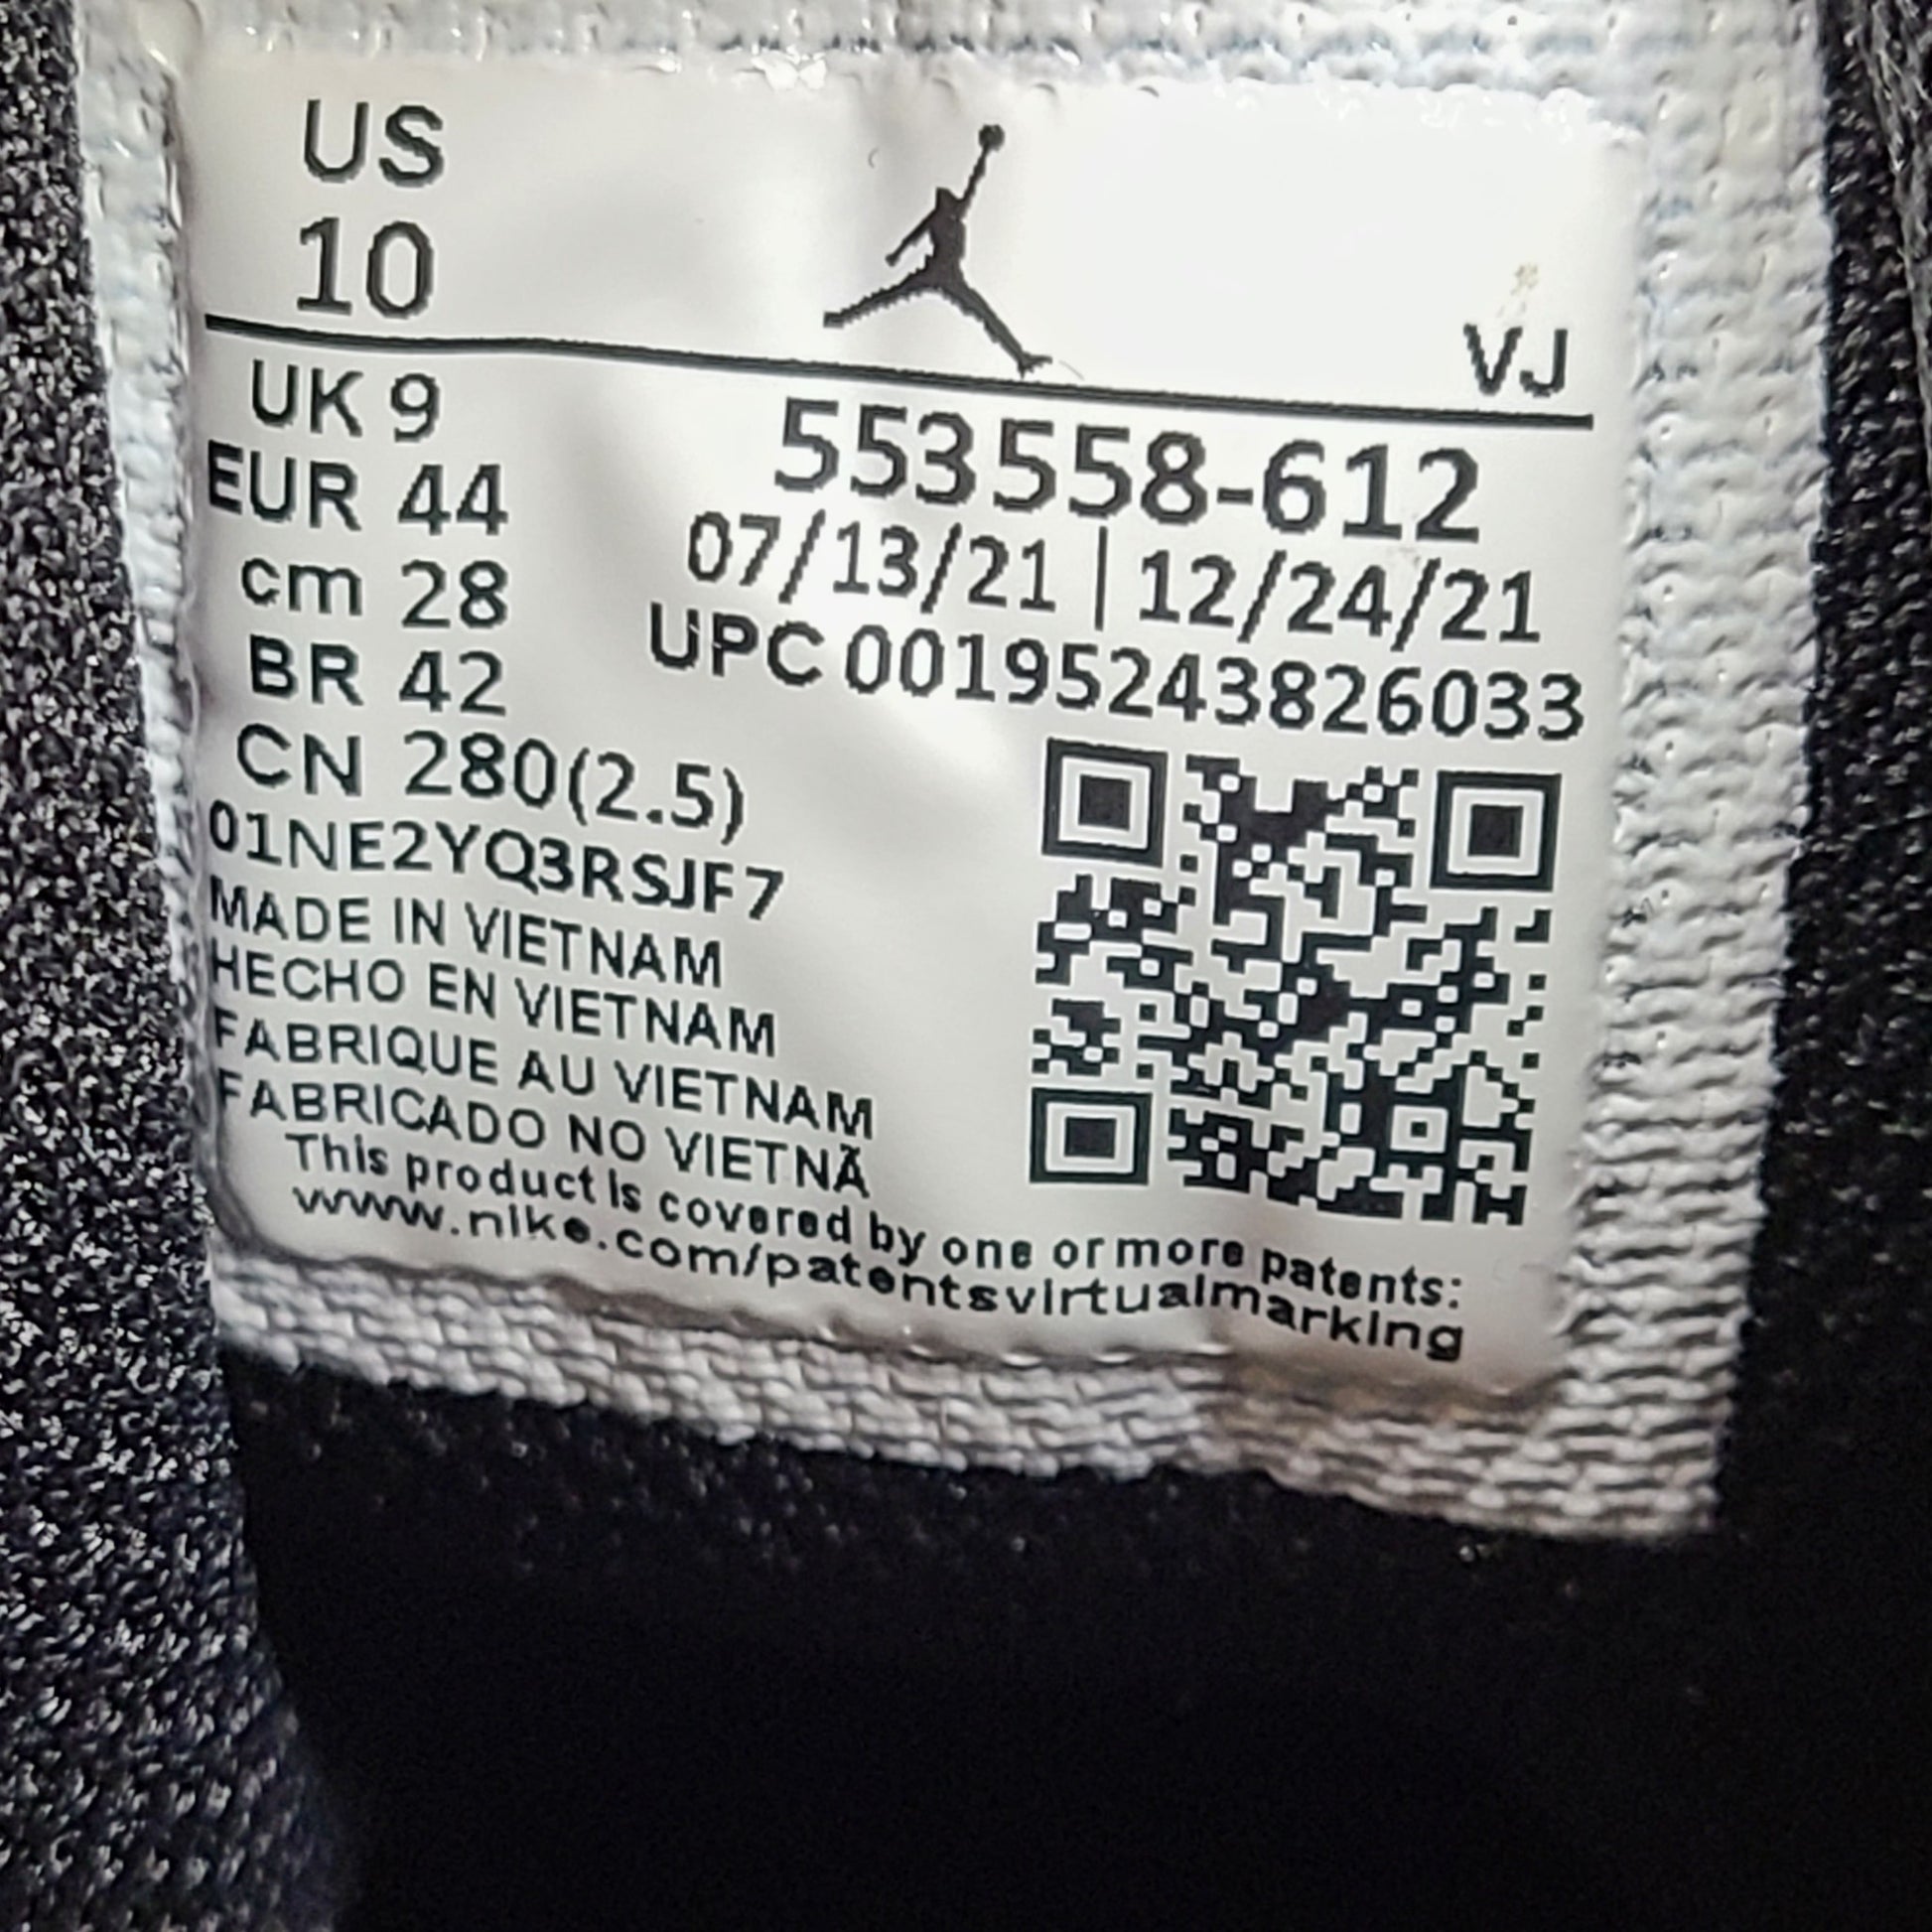 US
10
VJ
UK 9
EUR 44
cm 28
BR 42
CN 280(2.5)
553558-612
07/13/21 | 12/24/21
UPC 00195243826033
01NE2YQ3RSJF7
MADE IN VIETNAM
HECHO EN VIETNAM
FABRIQUE AU VIETNAM
FABRICADO NO VIETNÃ
This product is covered by one or more patents:
www.nike.com/patentsvirtualmarking